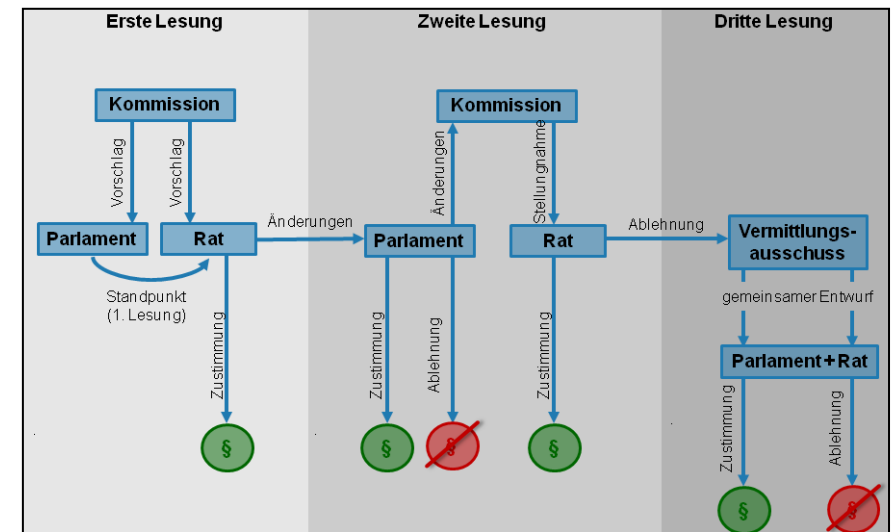 Erste Lesung
Zweite Lesung
Dritte Lesung
Kommission
Vorschlag
Vorschlag
Parlament
Rat
Standpunkt
(1. Lesung)
Zustimmung
§
Änderungen
Kommission
Änderungen
Stellungnahme
Parlament
Rat
Zustimmung
Ablehnung
Zustimmung
§
§
§
Ablehnung
Vermittlungs-
ausschuss
gemeinsamer Entwurf
Parlament+Rat
Zustimmung
Ablehnung
§
§